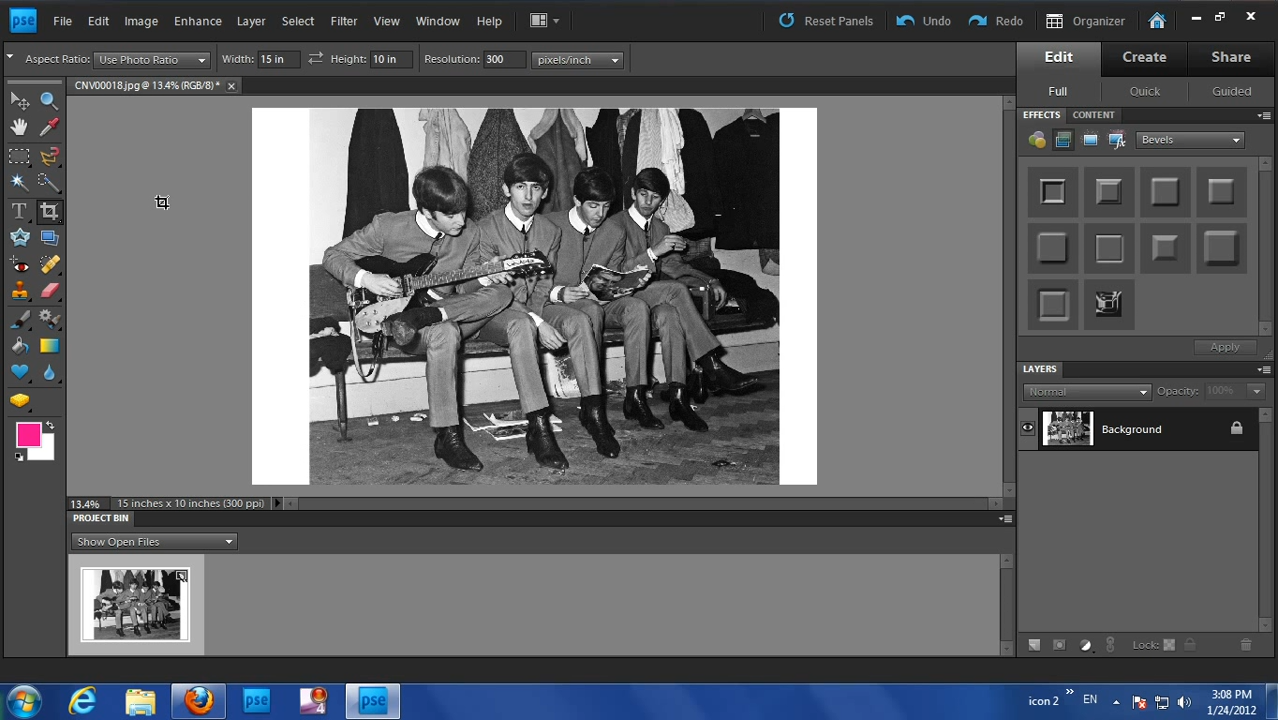 pse File Edit Image Enhance Layer Select Filter View Window Help Reset Panels Undo Redo Organizer
Aspect Ratio: Use Photo Ratio Width: 15 in Height: 10 in Resolution: 300 pixels/inch
Edit Create Share
CNV00018.jpg @ 13.4% (RGB/8) *
Full Quick Guided
EFFECTS CONTENT
Bevels
T
Apply
LAYERS
Normal Opacity: 100%
Background
13.4% 15 inches x 10 inches (300 ppi)
PROJECT BIN
Show Open Files
Lock:
pse 4 pse icon 2 EN 3:08 PM
1/24/2012